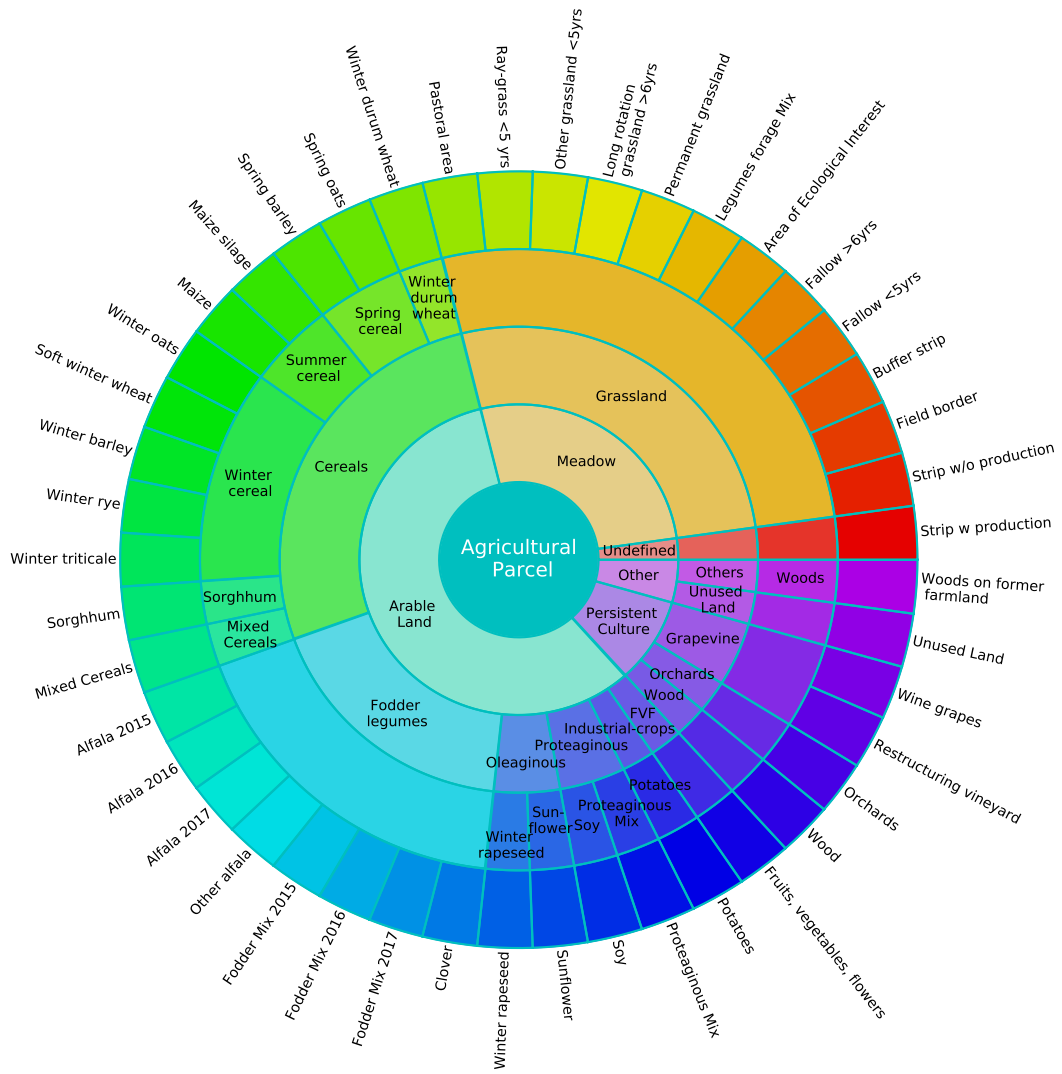 Agricultural
Parcel
Meadow
Undefined
Other
Persistent
Culture
Arable
Land
Grassland
Others
Unused
Land
Grapevine
Orchards
Wood
FVF
Industrial-crops
Proteaginous
Oleaginous
Fodder
legumes
Cereals
Woods
Potatoes
Proteaginous
Mix
Soy
Sun-
flower
Winter
rapeseed
Mixed
Cereals
Sorghhum
Winter
cereal
Summer
cereal
Spring
cereal
Winter
durum
wheat
Pastoral area
Ray-grass <5 yrs
Other grassland <5yrs
Long rotation
grassland >6yrs
Permanent grassland
Legumes forage Mix
Area of Ecological Interest
Fallow >6yrs
Fallow <5yrs
Buffer strip
Field border
Strip w/o production
Strip w production
Woods on former
farmland
Unused Land
Wine grapes
Restructuring vineyard
Orchards
Wood
Fruits, vegetables, flowers
Potatoes
Proteaginous Mix
Soy
Sunflower
Winter rapeseed
Clover
Fodder Mix 2017
Fodder Mix 2016
Fodder Mix 2015
Other alfala
Alfala 2017
Alfala 2016
Alfala 2015
Mixed Cereals
Sorghhum
Winter triticale
Winter rye
Winter barley
Soft winter wheat
Winter oats
Maize
Maize silage
Spring barley
Spring oats
Winter durum wheat